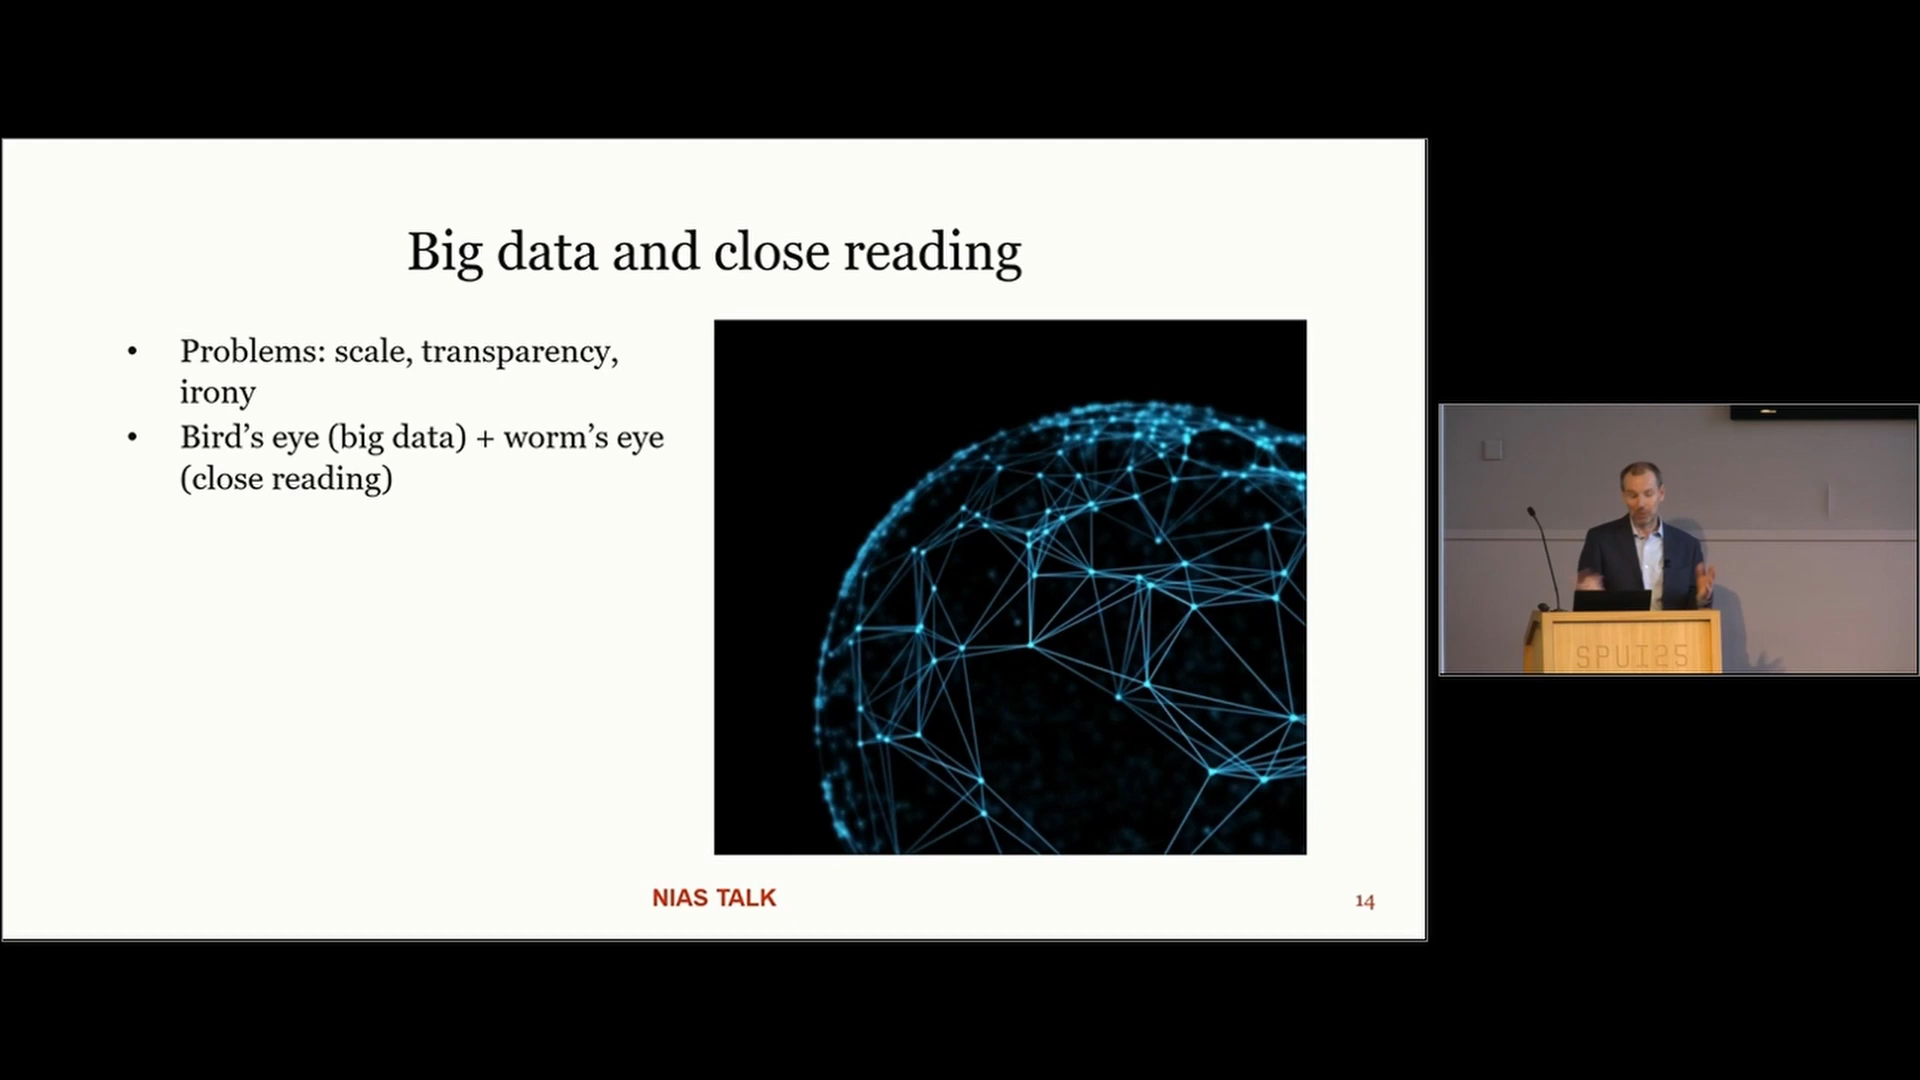 Big data and close reading
• Problems: scale, transparency,
irony
• Bird’s eye (big data) + worm’s eye
(close reading)
NIAS TALK
14
SPUI25